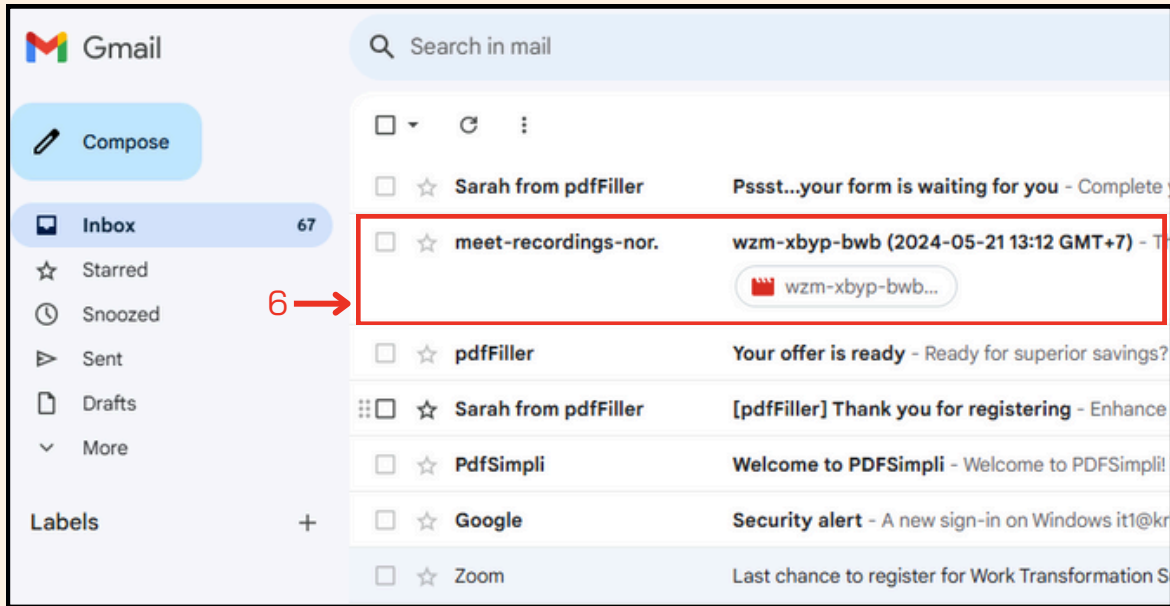 Gmail
Search in mail
Compose
Sarah from pdfFiller Pssst...your form is waiting for you - Complete
Inbox 67
meet-recordings-nor. wzm-xbyp-bwb (2024-05-21 13:12 GMT+7) -
Starred
wzm-xbyp-bwb...
6
Snoozed
Sent
pdfFiller Your offer is ready - Ready for superior savings?
Drafts
Sarah from pdfFiller [pdfFiller] Thank you for registering - Enhance
More
PdfSimpli Welcome to PDFSimpli - Welcome to PDFSimpli!
Labels +
Google Security alert - A new sign-in on Windows it1@kr
Zoom Last chance to register for Work Transformation S